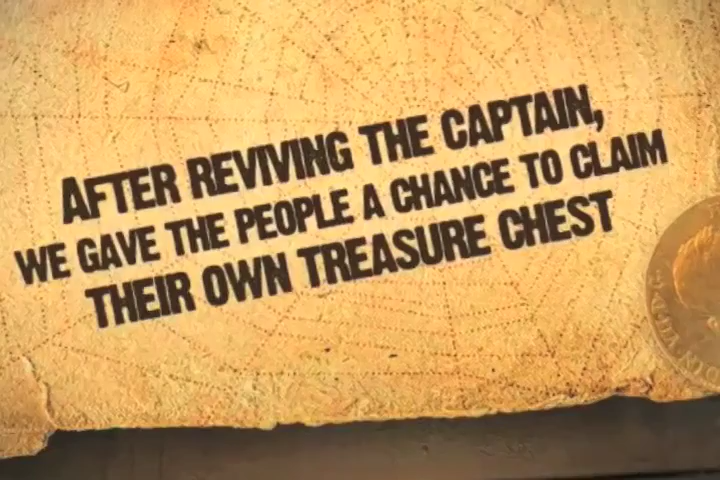 AFTER REVIVING THE CAPTAIN,
WE GAVE THE PEOPLE A CHANCE TO CLAIM
THEIR OWN TREASURE CHEST